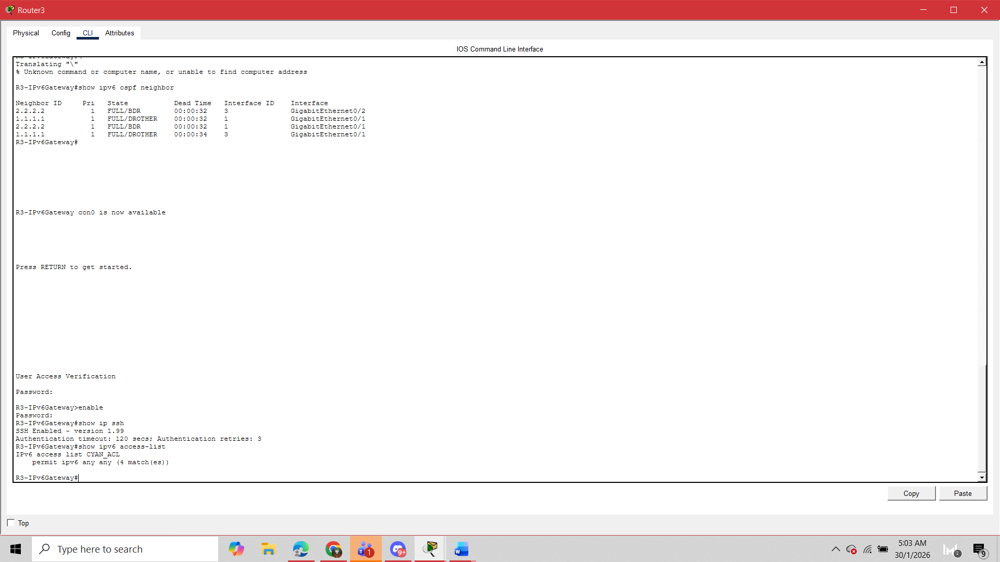 Router3
Physical Config CLI Attributes
IOS Command Line Interface
Translating "\"
% Unknown command or computer name, or unable to find computer address
R3-IPv6Gateway#show ipv6 ospf neighbor
Neighbor ID Pri State Dead Time Interface ID Interface
2.2.2.2 1 FULL/BDR 00:00:32 3 GigabitEthernet0/2
1.1.1.1 1 FULL/DROTHER 00:00:32 1 GigabitEthernet0/1
2.2.2.2 1 FULL/BDR 00:00:32 1 GigabitEthernet0/1
1.1.1.1 1 FULL/DROTHER 00:00:34 3 GigabitEthernet0/1
R3-IPv6Gateway#
R3-IPv6Gateway con0 is now available
Press RETURN to get started.
User Access Verification
Password:
R3-IPv6Gateway>enable
Password:
R3-IPv6Gateway#show ip ssh
SSH Enabled - version 1.99
Authentication timeout: 120 secs; Authentication retries: 3
R3-IPv6Gateway#show ipv6 access-list
IPv6 access list CYAN_ACL
permit ipv6 any any (4 match(es))
R3-IPv6Gateway#
Copy Paste
Top
Type here to search
1
9+
5:03 AM
30/1/2026
3
9